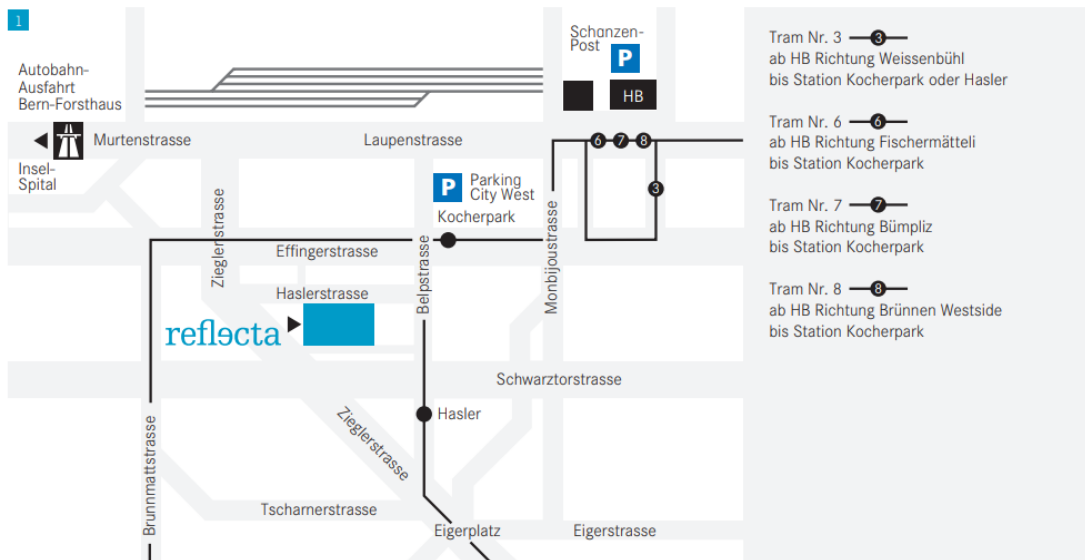 1
Autobahn-
Ausfahrt
Bern-Forsthaus
Insel-
Spital
Murtenstrasse
Laupenstrasse
Schanzen-
Post
P
HB
6 7 8
3
P
Parking
City West
Kocherpark
Zieglerstrasse
Effingerstrasse
Belpstrasse
Monbijoustrasse
Haslerstrasse
reflecta
Schwarztorstrasse
Hasler
Zieglerstrasse
Brunnmattstrasse
Tscharnerstrasse
Eigerplatz
Eigerstrasse
Tram Nr. 3 3
ab HB Richtung Weissenbühl
bis Station Kocherpark oder Hasler
Tram Nr. 6 6
ab HB Richtung Fischermätteli
bis Station Kocherpark
Tram Nr. 7 7
ab HB Richtung Bümpliz
bis Station Kocherpark
Tram Nr. 8 8
ab HB Richtung Brünnen Westside
bis Station Kocherpark